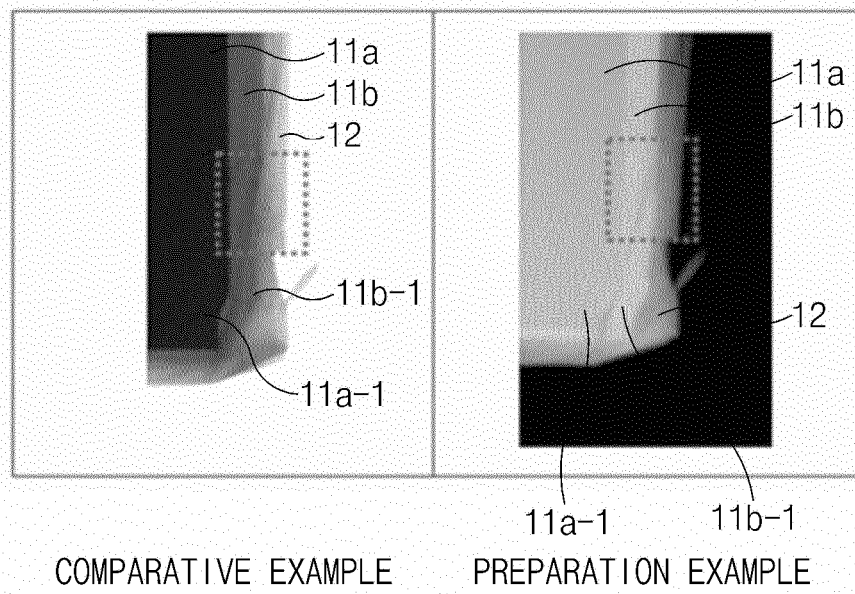 11a
11b
12
11b-1
11a-1
11a
11b
12
11a-1
11b-1
COMPARATIVE EXAMPLE
PREPARATION EXAMPLE